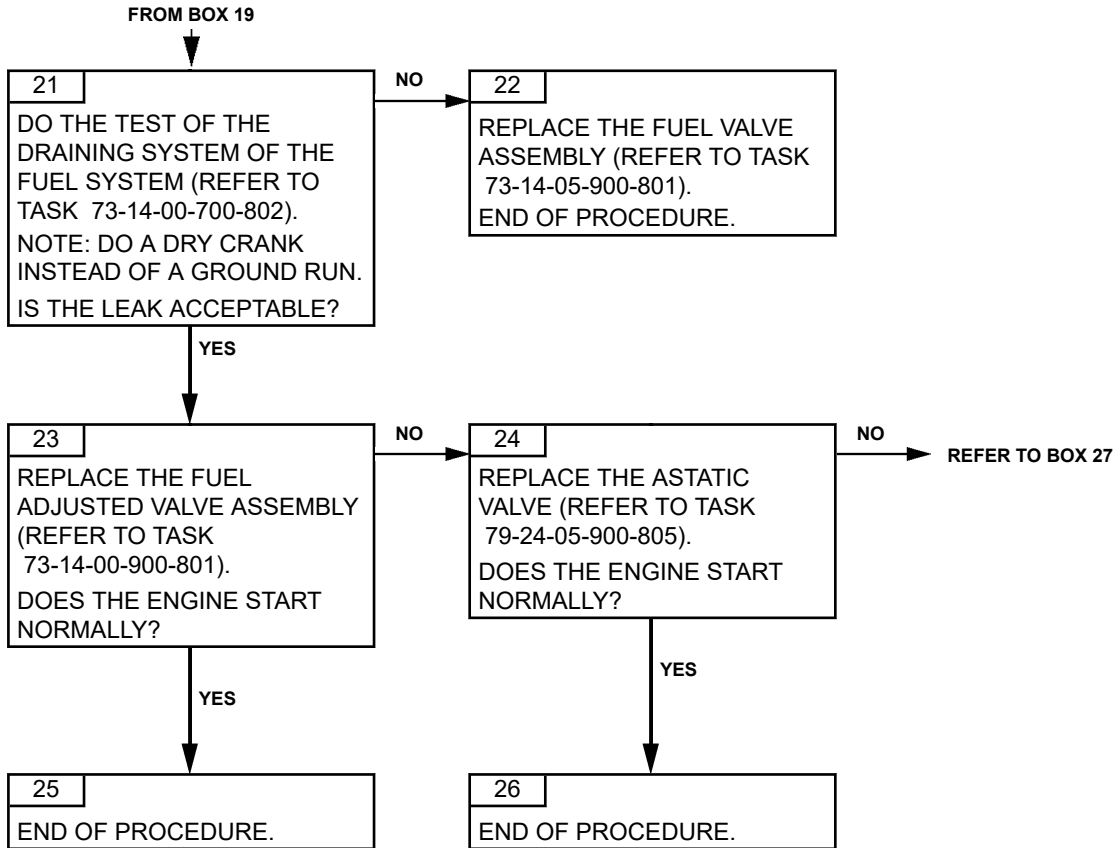 FROM BOX 19
21
DO THE TEST OF THE
DRAINING SYSTEM OF THE
FUEL SYSTEM (REFER TO
TASK 73-14-00-700-802).
NOTE: DO A DRY CRANK
INSTEAD OF A GROUND RUN.
IS THE LEAK ACCEPTABLE?
NO
22
REPLACE THE FUEL VALVE
ASSEMBLY (REFER TO TASK
73-14-05-900-801).
END OF PROCEDURE.
YES
23
REPLACE THE FUEL
ADJUSTED VALVE ASSEMBLY
(REFER TO TASK
73-14-00-900-801).
DOES THE ENGINE START
NORMALLY?
NO
24
REPLACE THE ASTATIC
VALVE (REFER TO TASK
79-24-05-900-805).
DOES THE ENGINE START
NORMALLY?
NO
REFER TO BOX 27
YES
YES
25
END OF PROCEDURE.
26
END OF PROCEDURE.